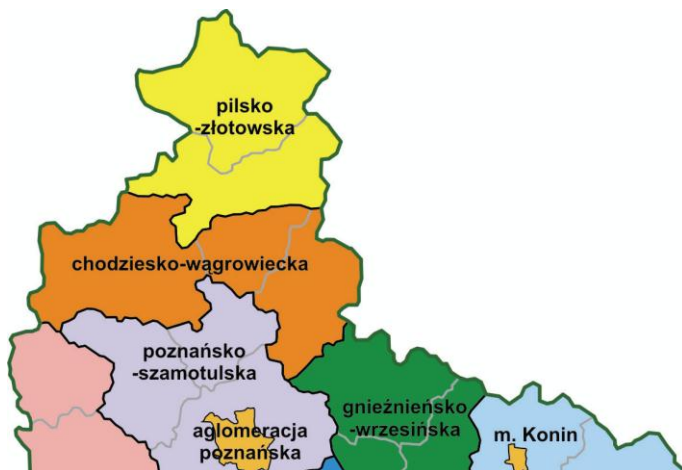 pilsko
-złotowska
chodziesko-wągrowiecka
poznańsko
-szamotulska
gnieźnieńsko
-wrzesińska
aglomeracja
poznańska
m. Konin